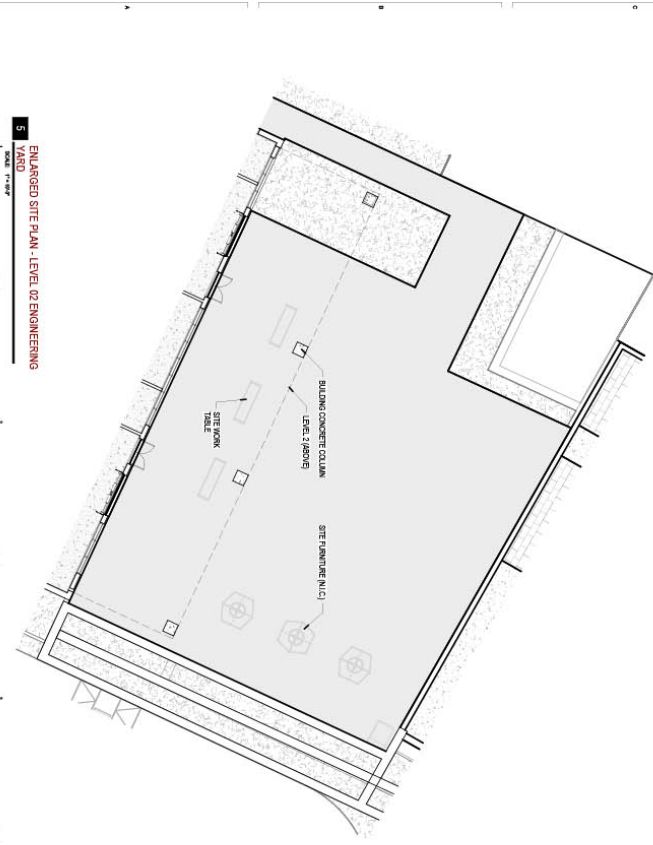 A
B
C
BUILDING CONCRETE COLUMN
LEVEL 2 (ABOVE)
SITE WORK
TABLE
SITE FURNITURE (N.I.C.)
5
ENLARGED SITE PLAN - LEVEL 02 ENGINEERING
YARD
SCALE: